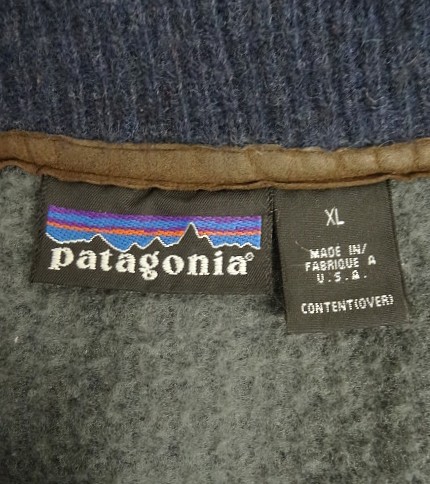 patagonia®
XL
MADE IN/
FABRIQUE A
U.S.A.
CONTENT(OVER)